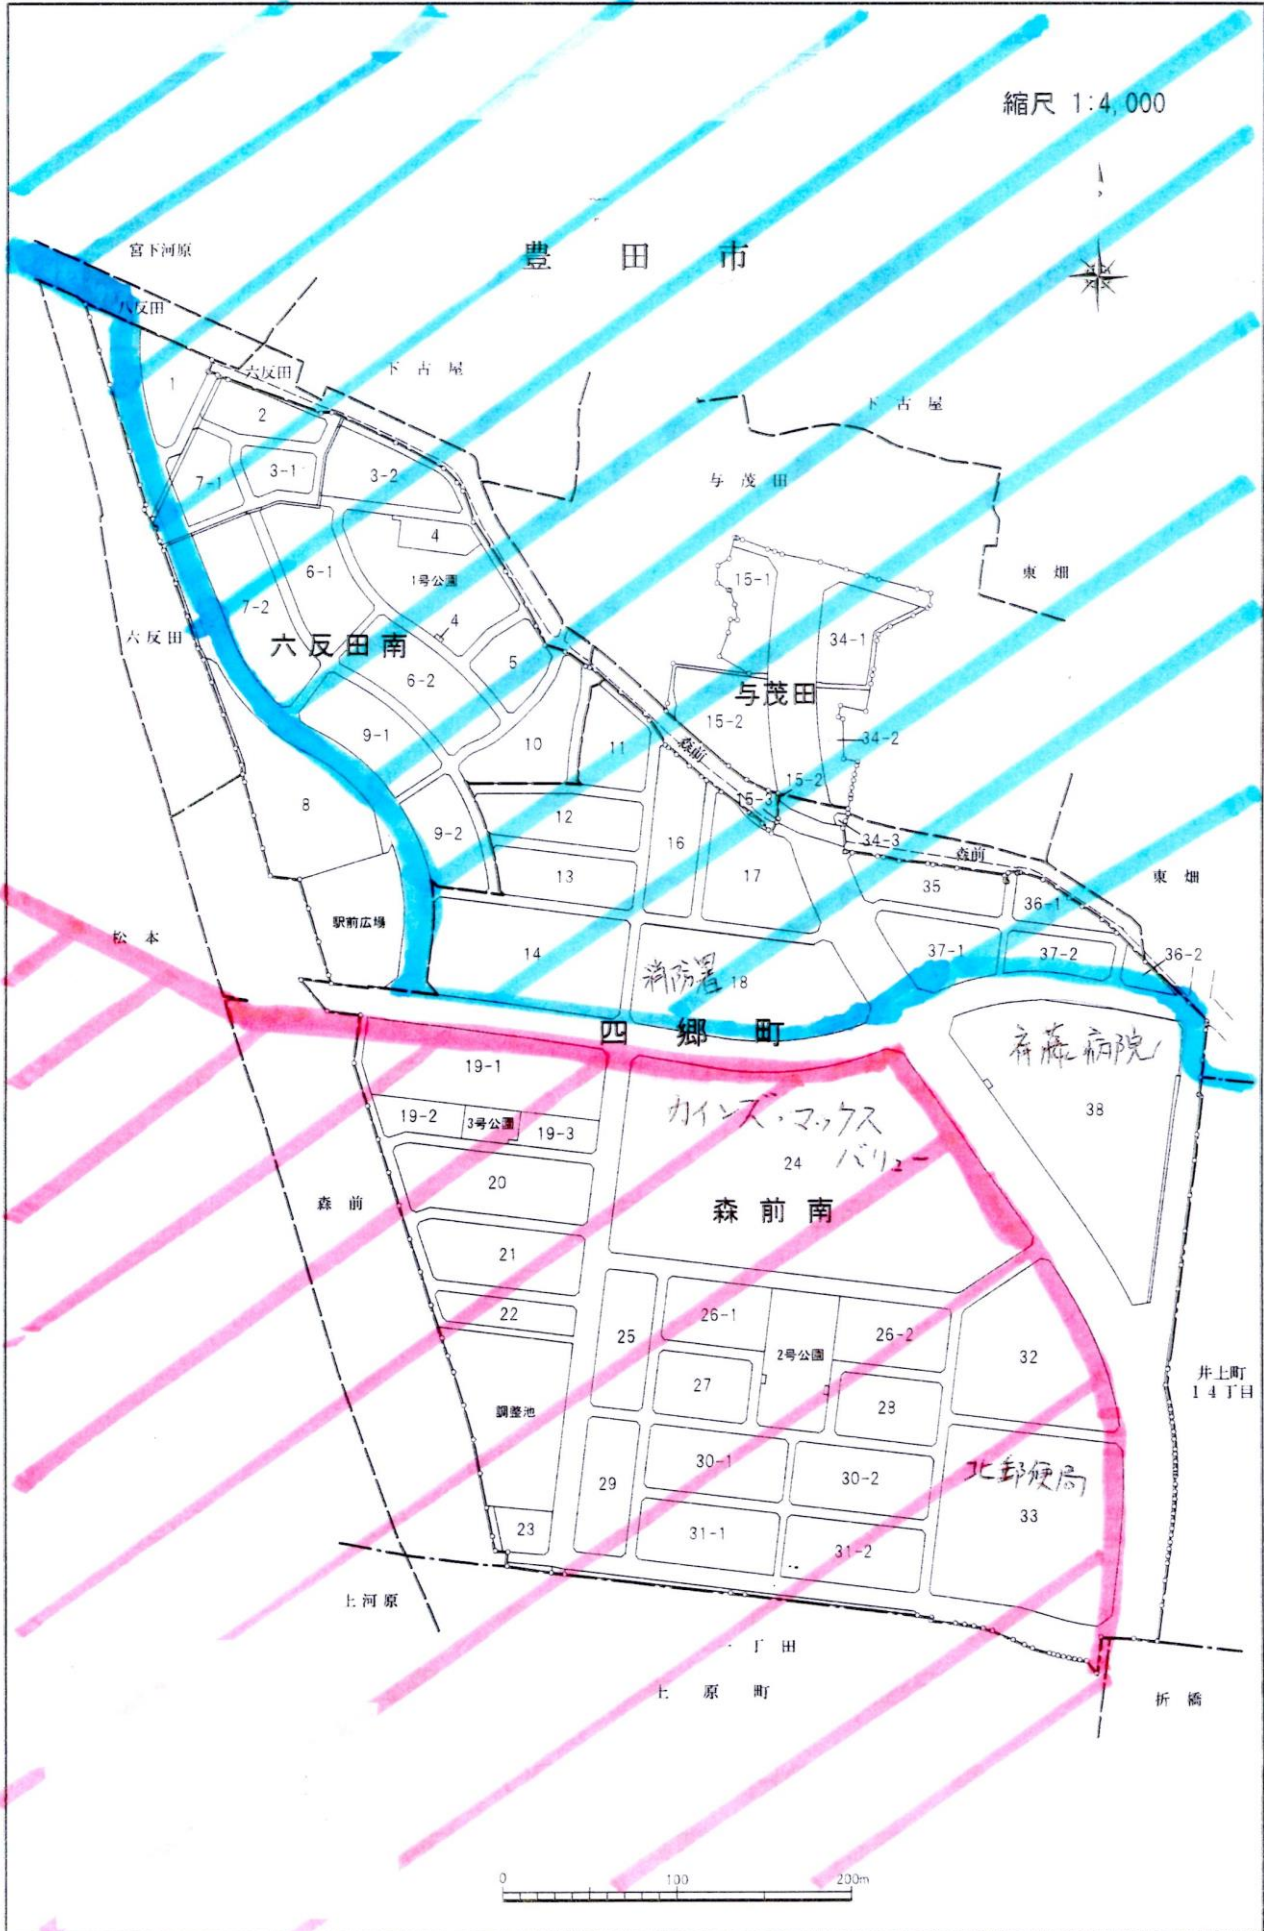 縮尺 1:4,000
豊田市
宮下河原
八反田
六反田
下古屋
下古屋
1
2
3-1
3-2
7-1
与茂田
4
東畑
6-1
1号公園
15-1
7-2
4
34-1
六反田
六反田南
5
6-2
与茂田
15-2
9-1
10
11
森前
34-2
15-2
15-3
8
12
9-2
16
34-3
森前
13
17
35
東畑
36-1
駅前広場
松本
14
37-1
37-2
36-2
消防署
18
四郷町
斉藤病院
19-1
38
カインズ・マックス
バリュー
19-2
3号公園
19-3
24
20
森前
森前南
21
22
25
26-1
26-2
2号公園
32
27
28
井上町
14丁目
調整池
30-1
30-2
北郵便局
29
33
23
31-1
31-2
上河原
一丁田
上原町
折橋
0 100 200m